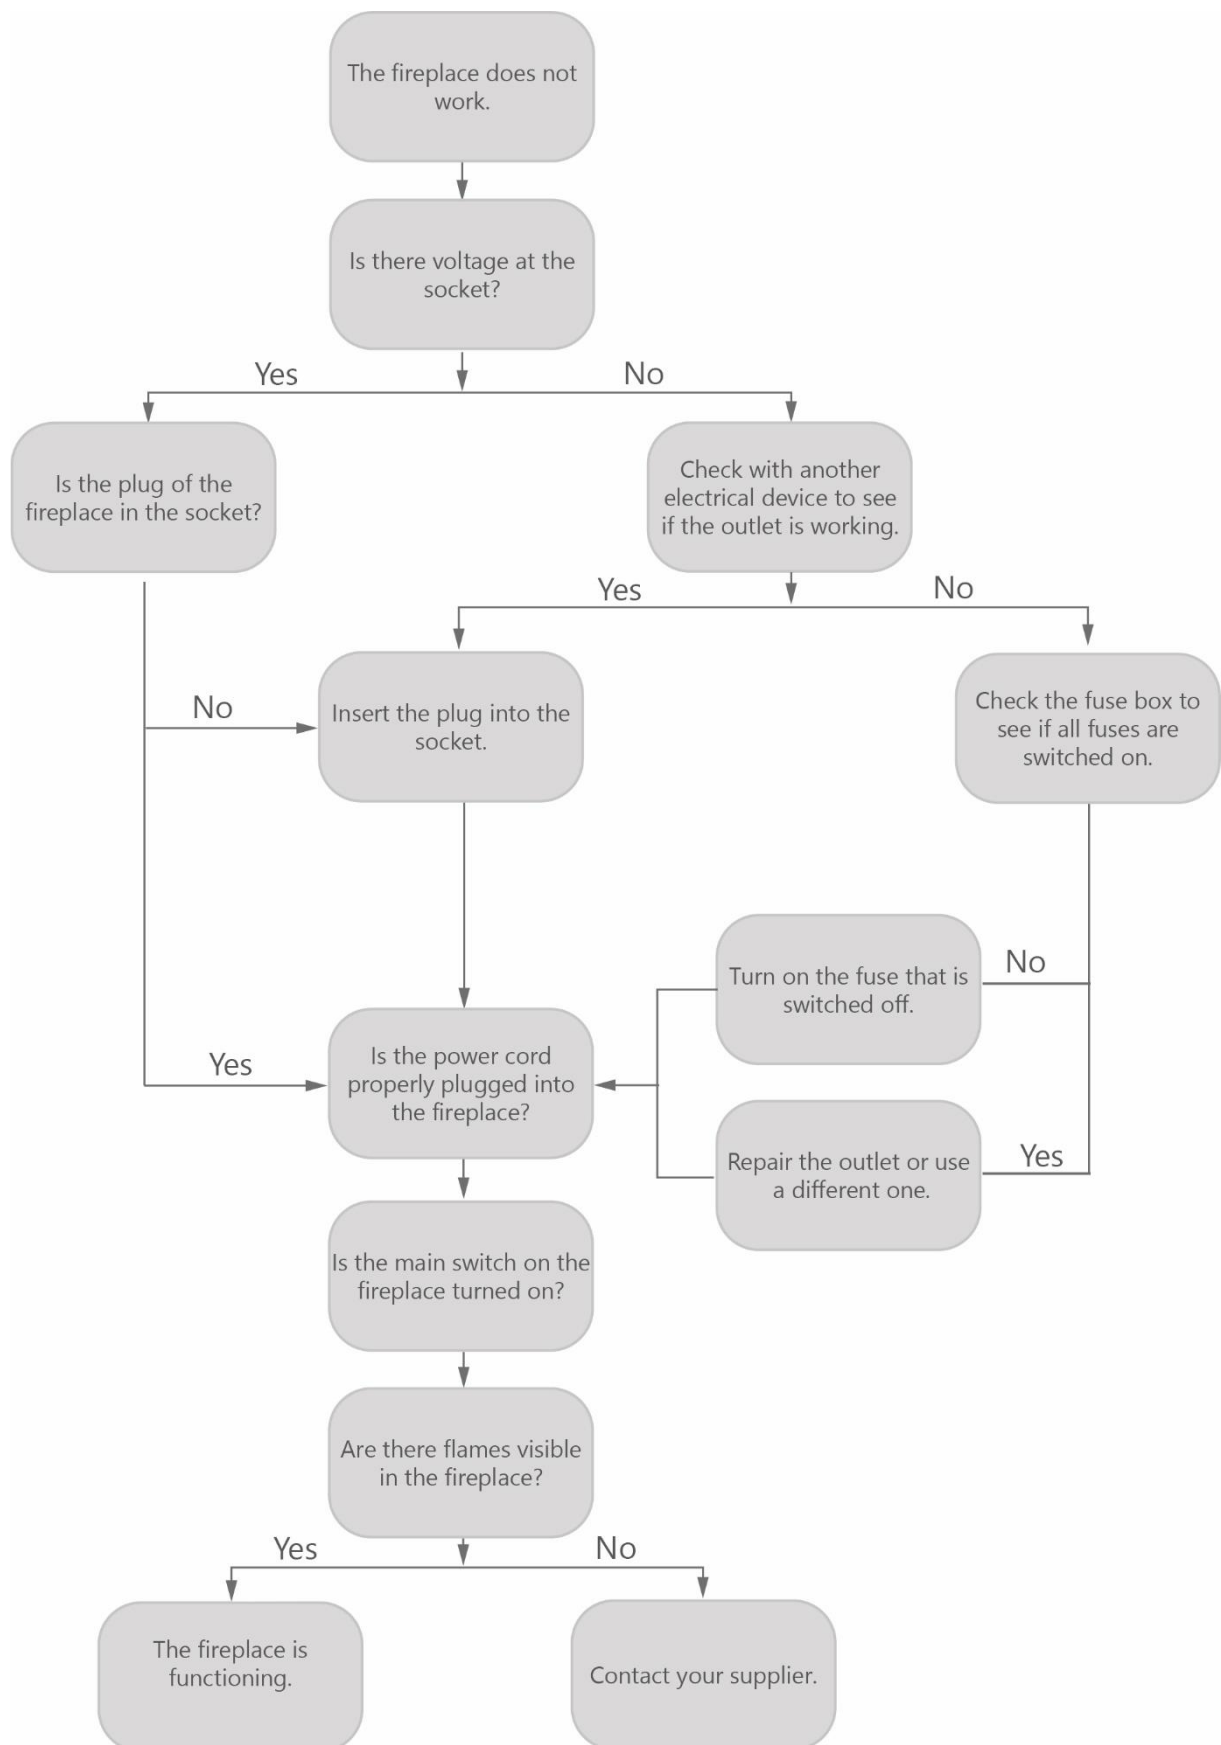 The fireplace does not
work.
Is there voltage at the
socket?
Yes
No
Is the plug of the
fireplace in the socket?
Check with another
electrical device to see
if the outlet is working.
Yes
No
No
Insert the plug into the
socket.
Check the fuse box to
see if all fuses are
switched on.
Turn on the fuse that is
switched off.
No
Yes
Is the power cord
properly plugged into
the fireplace?
Repair the outlet or use
a different one.
Yes
Is the main switch on the
fireplace turned on?
Are there flames visible
in the fireplace?
Yes
No
The fireplace is
functioning.
Contact your supplier.